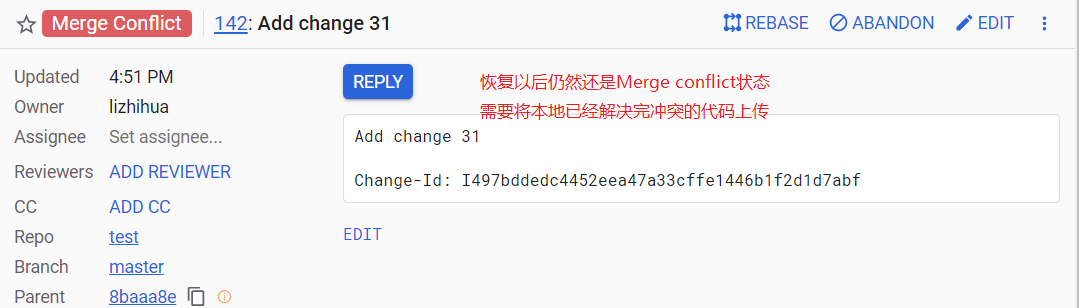 Merge Conflict 142: Add change 31 REBASE ABANDON EDIT
Updated 4:51 PM
Owner lizhihua
Assignee Set assignee...
Reviewers ADD REVIEWER
CC ADD CC
Repo test
Branch master
Parent 8baaa8e
REPLY
恢复以后仍然还是Merge conflict状态
需要将本地已经解决完冲突的代码上传
Add change 31
Change-Id: I497bddedc4452eea47a33cffe1446b1f2d1d7abf
EDIT